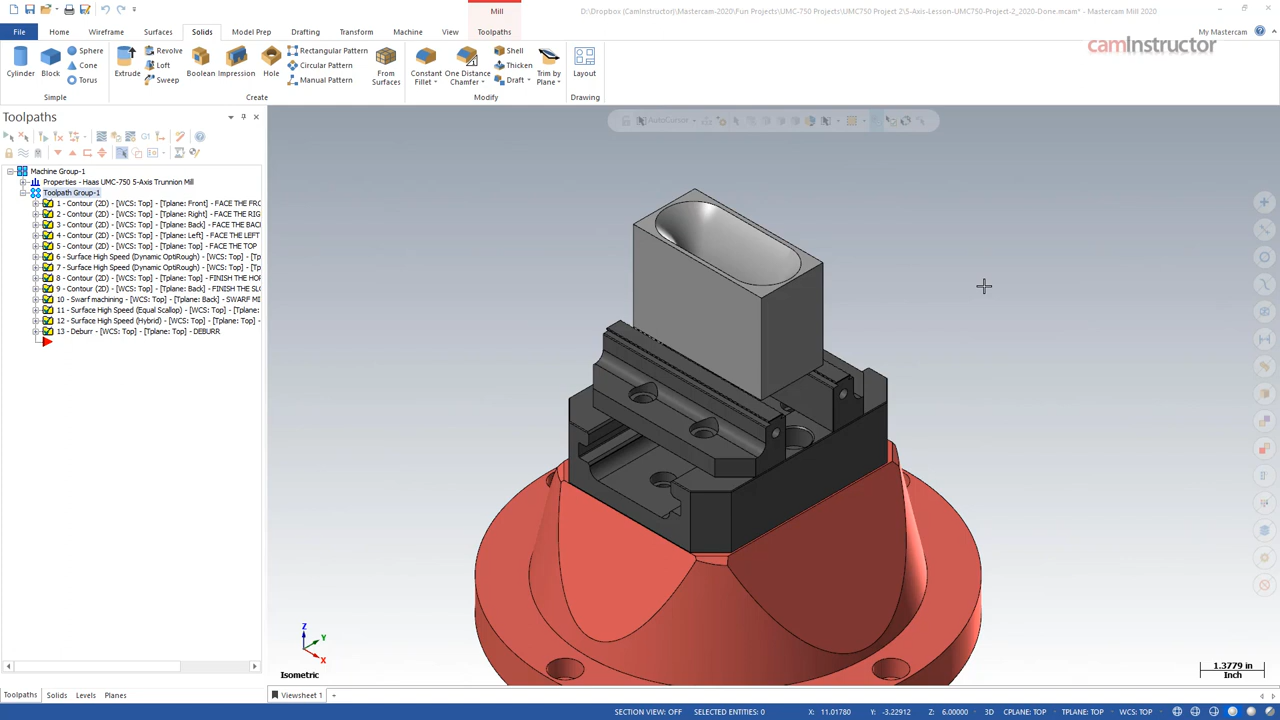 D:\Dropbox (CamInstructor)\Fun Projects\UMC-750 Projects\UMC750 Project 2\5-Axis-Lesson-UMC750-Project-2_2020-Done.mcam* - Mastercam Mill 2020
Mill
File Home Wireframe Surfaces Solids Model Prep Drafting Transform Machine View Toolpaths
My Mastercam
camInstructor
Cylinder Block Sphere Cone Torus
Simple
Extrude Revolve Loft Sweep Boolean Impression Hole Rectangular Pattern Circular Pattern Manual Pattern From Surfaces
Create
Constant Fillet One Distance Chamfer Shell Thicken Draft Trim by Plane
Modify
Layout
Drawing
Toolpaths
AutoCursor
G1
Machine Group-1
Properties - Haas UMC-750 5-Axis Trunnion Mill
Toolpath Group-1
1 - Contour (2D) - [WCS: Top] - [Tplane: Front] - FACE THE FRO
2 - Contour (2D) - [WCS: Top] - [Tplane: Right] - FACE THE RIG
3 - Contour (2D) - [WCS: Top] - [Tplane: Back] - FACE THE BACK
4 - Contour (2D) - [WCS: Top] - [Tplane: Left] - FACE THE LEFT
5 - Contour (2D) - [WCS: Top] - [Tplane: Top] - FACE THE TOP
6 - Surface High Speed (Dynamic OptiRough) - [WCS: Top] - [Tp
7 - Surface High Speed (Dynamic OptiRough) - [WCS: Top] - [Tp
8 - Contour (2D) - [WCS: Top] - [Tplane: Front] - FINISH THE HOR
9 - Contour (2D) - [WCS: Top] - [Tplane: Back] - FINISH THE SLO
10 - Swarf machining - [WCS: Top] - [Tplane: Back] - SWARF MI
11 - Surface High Speed (Equal Scallop) - [WCS: Top] - [Tplane:
12 - Surface High Speed (Hybrid) - [WCS: Top] - [Tplane: Top] -
13 - Deburr - [WCS: Top] - [Tplane: Top] - DEBURR
Z
Y
X
Isometric
1.3779 in
Inch
Toolpaths Solids Levels Planes
Viewsheet 1 +
SECTION VIEW: OFF SELECTED ENTITIES: 0 X: 11.01780 Y: -3.22912 Z: 6.00000 3D CPLANE: TOP TPLANE: TOP WCS: TOP